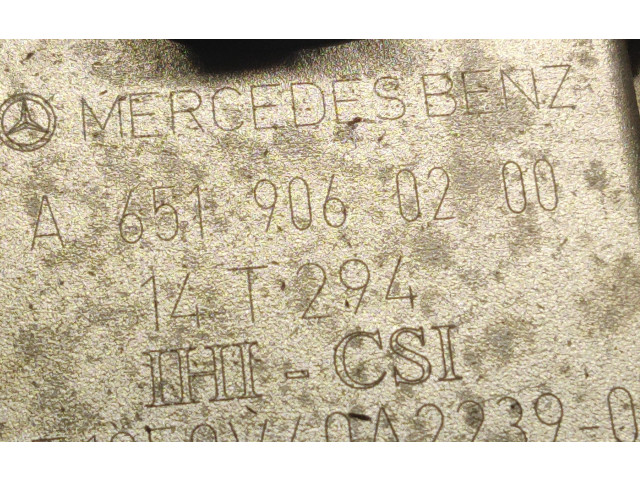 MERCEDES BENZ
A 651 906 02 00
14 T 294
IHI - CSI